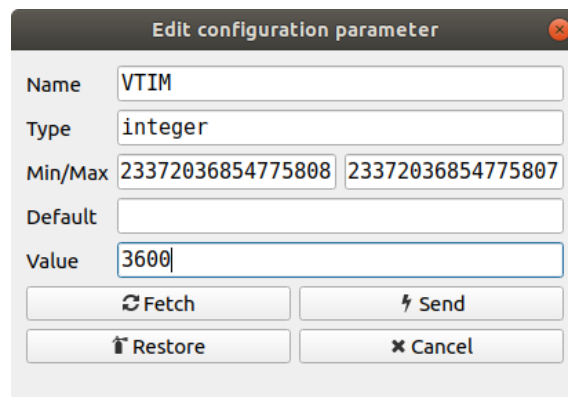 Edit configuration parameter
Name VTIM
Type integer
Min/Max 23372036854775808 23372036854775807
Default
Value 3600
Fetch Send
Restore Cancel